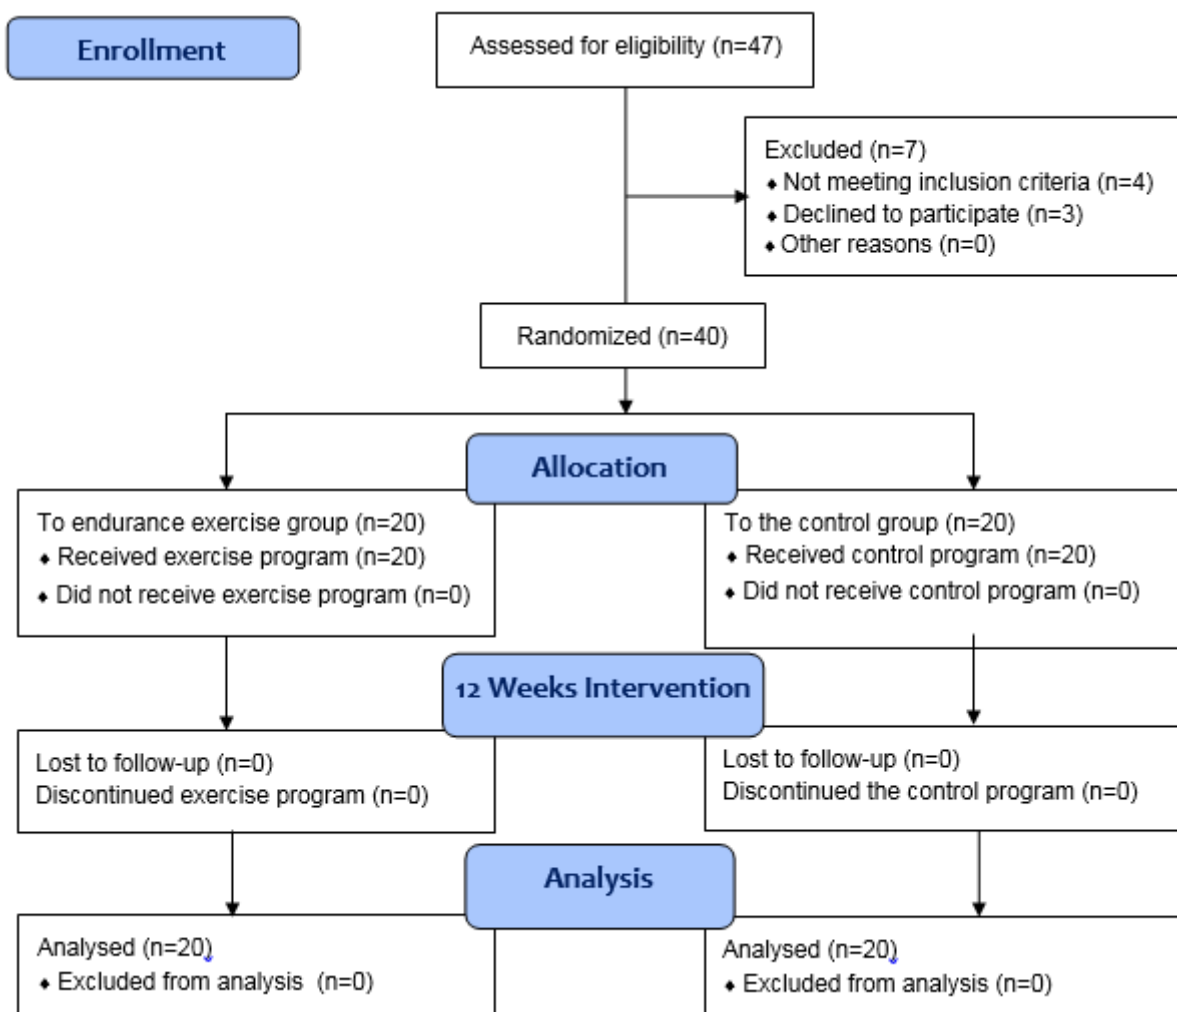 Enrollment
Assessed for eligibility (n=47)
Excluded (n=7)
♦ Not meeting inclusion criteria (n=4)
♦ Declined to participate (n=3)
♦ Other reasons (n=0)
Randomized (n=40)
Allocation
To endurance exercise group (n=20)
♦ Received exercise program (n=20)
♦ Did not receive exercise program (n=0)
To the control group (n=20)
♦ Received control program (n=20)
♦ Did not receive control program (n=0)
12 Weeks Intervention
Lost to follow-up (n=0)
Discontinued exercise program (n=0)
Lost to follow-up (n=0)
Discontinued the control program (n=0)
Analysis
Analysed (n=20)
♦ Excluded from analysis (n=0)
Analysed (n=20)
♦ Excluded from analysis (n=0)